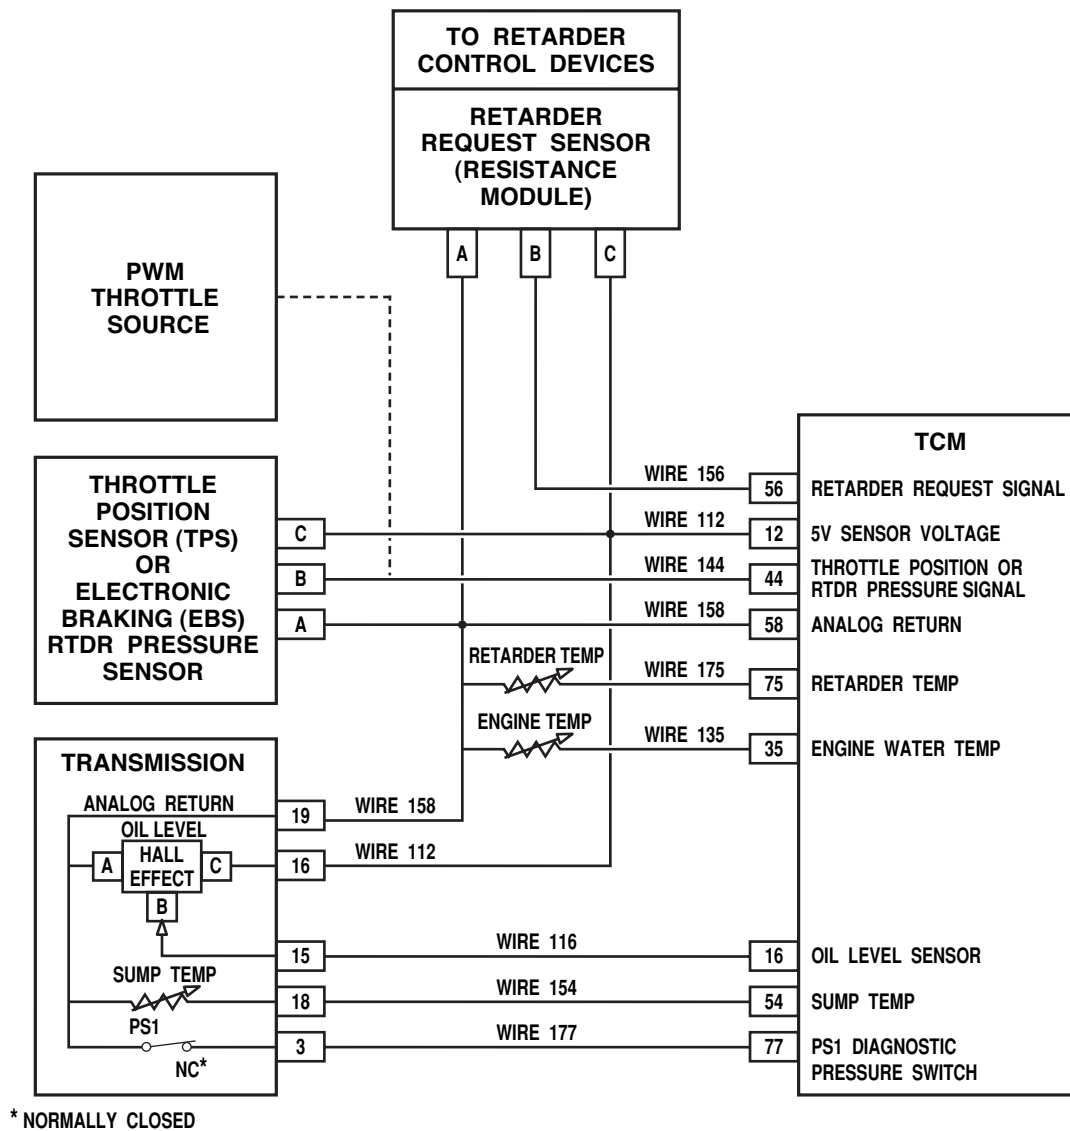 TO RETARDER
CONTROL DEVICES
RETARDER
REQUEST SENSOR
(RESISTANCE
MODULE)
A
B
C
PWM
THROTTLE
SOURCE
THROTTLE
POSITION
SENSOR (TPS)
OR
ELECTRONIC
BRAKING (EBS)
RTDR PRESSURE
SENSOR
C
B
A
TCM
WIRE 156
56
RETARDER REQUEST SIGNAL
WIRE 112
12
5V SENSOR VOLTAGE
WIRE 144
44
THROTTLE POSITION OR
RTDR PRESSURE SIGNAL
WIRE 158
58
ANALOG RETURN
RETARDER TEMP
WIRE 175
75
RETARDER TEMP
ENGINE TEMP
WIRE 135
35
ENGINE WATER TEMP
TRANSMISSION
ANALOG RETURN
19
WIRE 158
OIL LEVEL
A
HALL
EFFECT
C
B
16
WIRE 112
15
WIRE 116
16
OIL LEVEL SENSOR
SUMP TEMP
18
WIRE 154
54
SUMP TEMP
PS1
NC*
3
WIRE 177
77
PS1 DIAGNOSTIC
PRESSURE SWITCH
* NORMALLY CLOSED